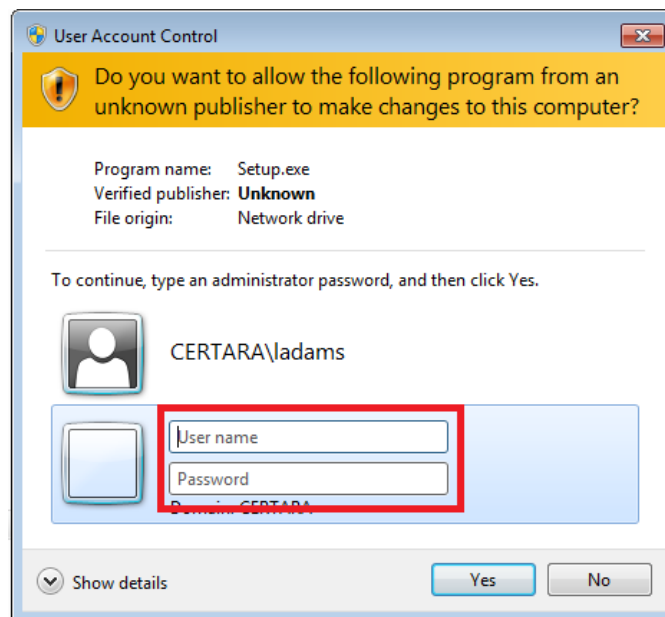 User Account Control
Do you want to allow the following program from an
unknown publisher to make changes to this computer?
Program name: Setup.exe
Verified publisher: Unknown
File origin: Network drive
To continue, type an administrator password, and then click Yes.
CERTARA\ladams
User name
Password
Domain: CERTARA
Show details
Yes
No